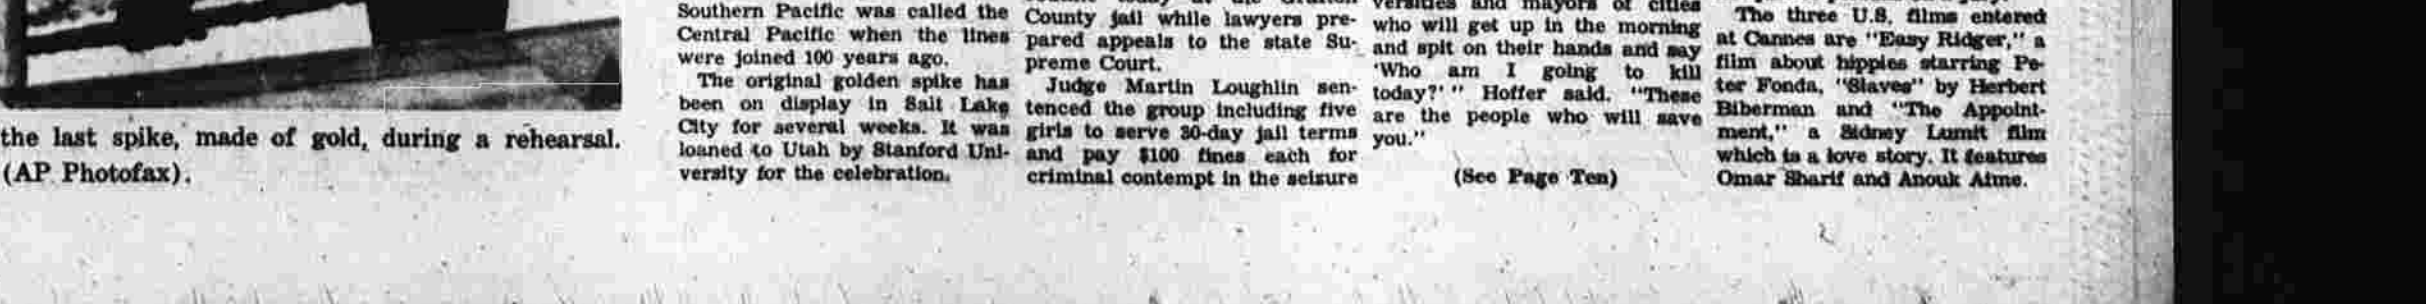 the last spike, made of gold, during a rehearsal.
(AP Photofax).
Southern Pacific was called the
Central Pacific when the lines
were joined 100 years ago.
The original golden spike has
been on display in Salt Lake
City for several weeks. It was
loaned to Utah by Stanford Uni-
versity for the celebration.
County jail while lawyers pre-
pared appeals to the state Su-
preme Court.
Judge Martin Loughlin sen-
tenced the group including five
girls to serve 30-day jail terms
and pay $100 fines each for
criminal contempt in the seizure
versities and mayors of cities
who will get up in the morning
and spit on their hands and say
'Who am I going to kill
today?' " Hoffer said. "These
are the people who will save
you."
(See Page Ten)
The three U.S. films entered
at Cannes are "Easy Ridger," a
film about hippies starring Pe-
ter Fonda, "Slaves" by Herbert
Biberman and "The Appoint-
ment," a Sidney Lumit film
which is a love story. It features
Omar Sharif and Anouk Aime.